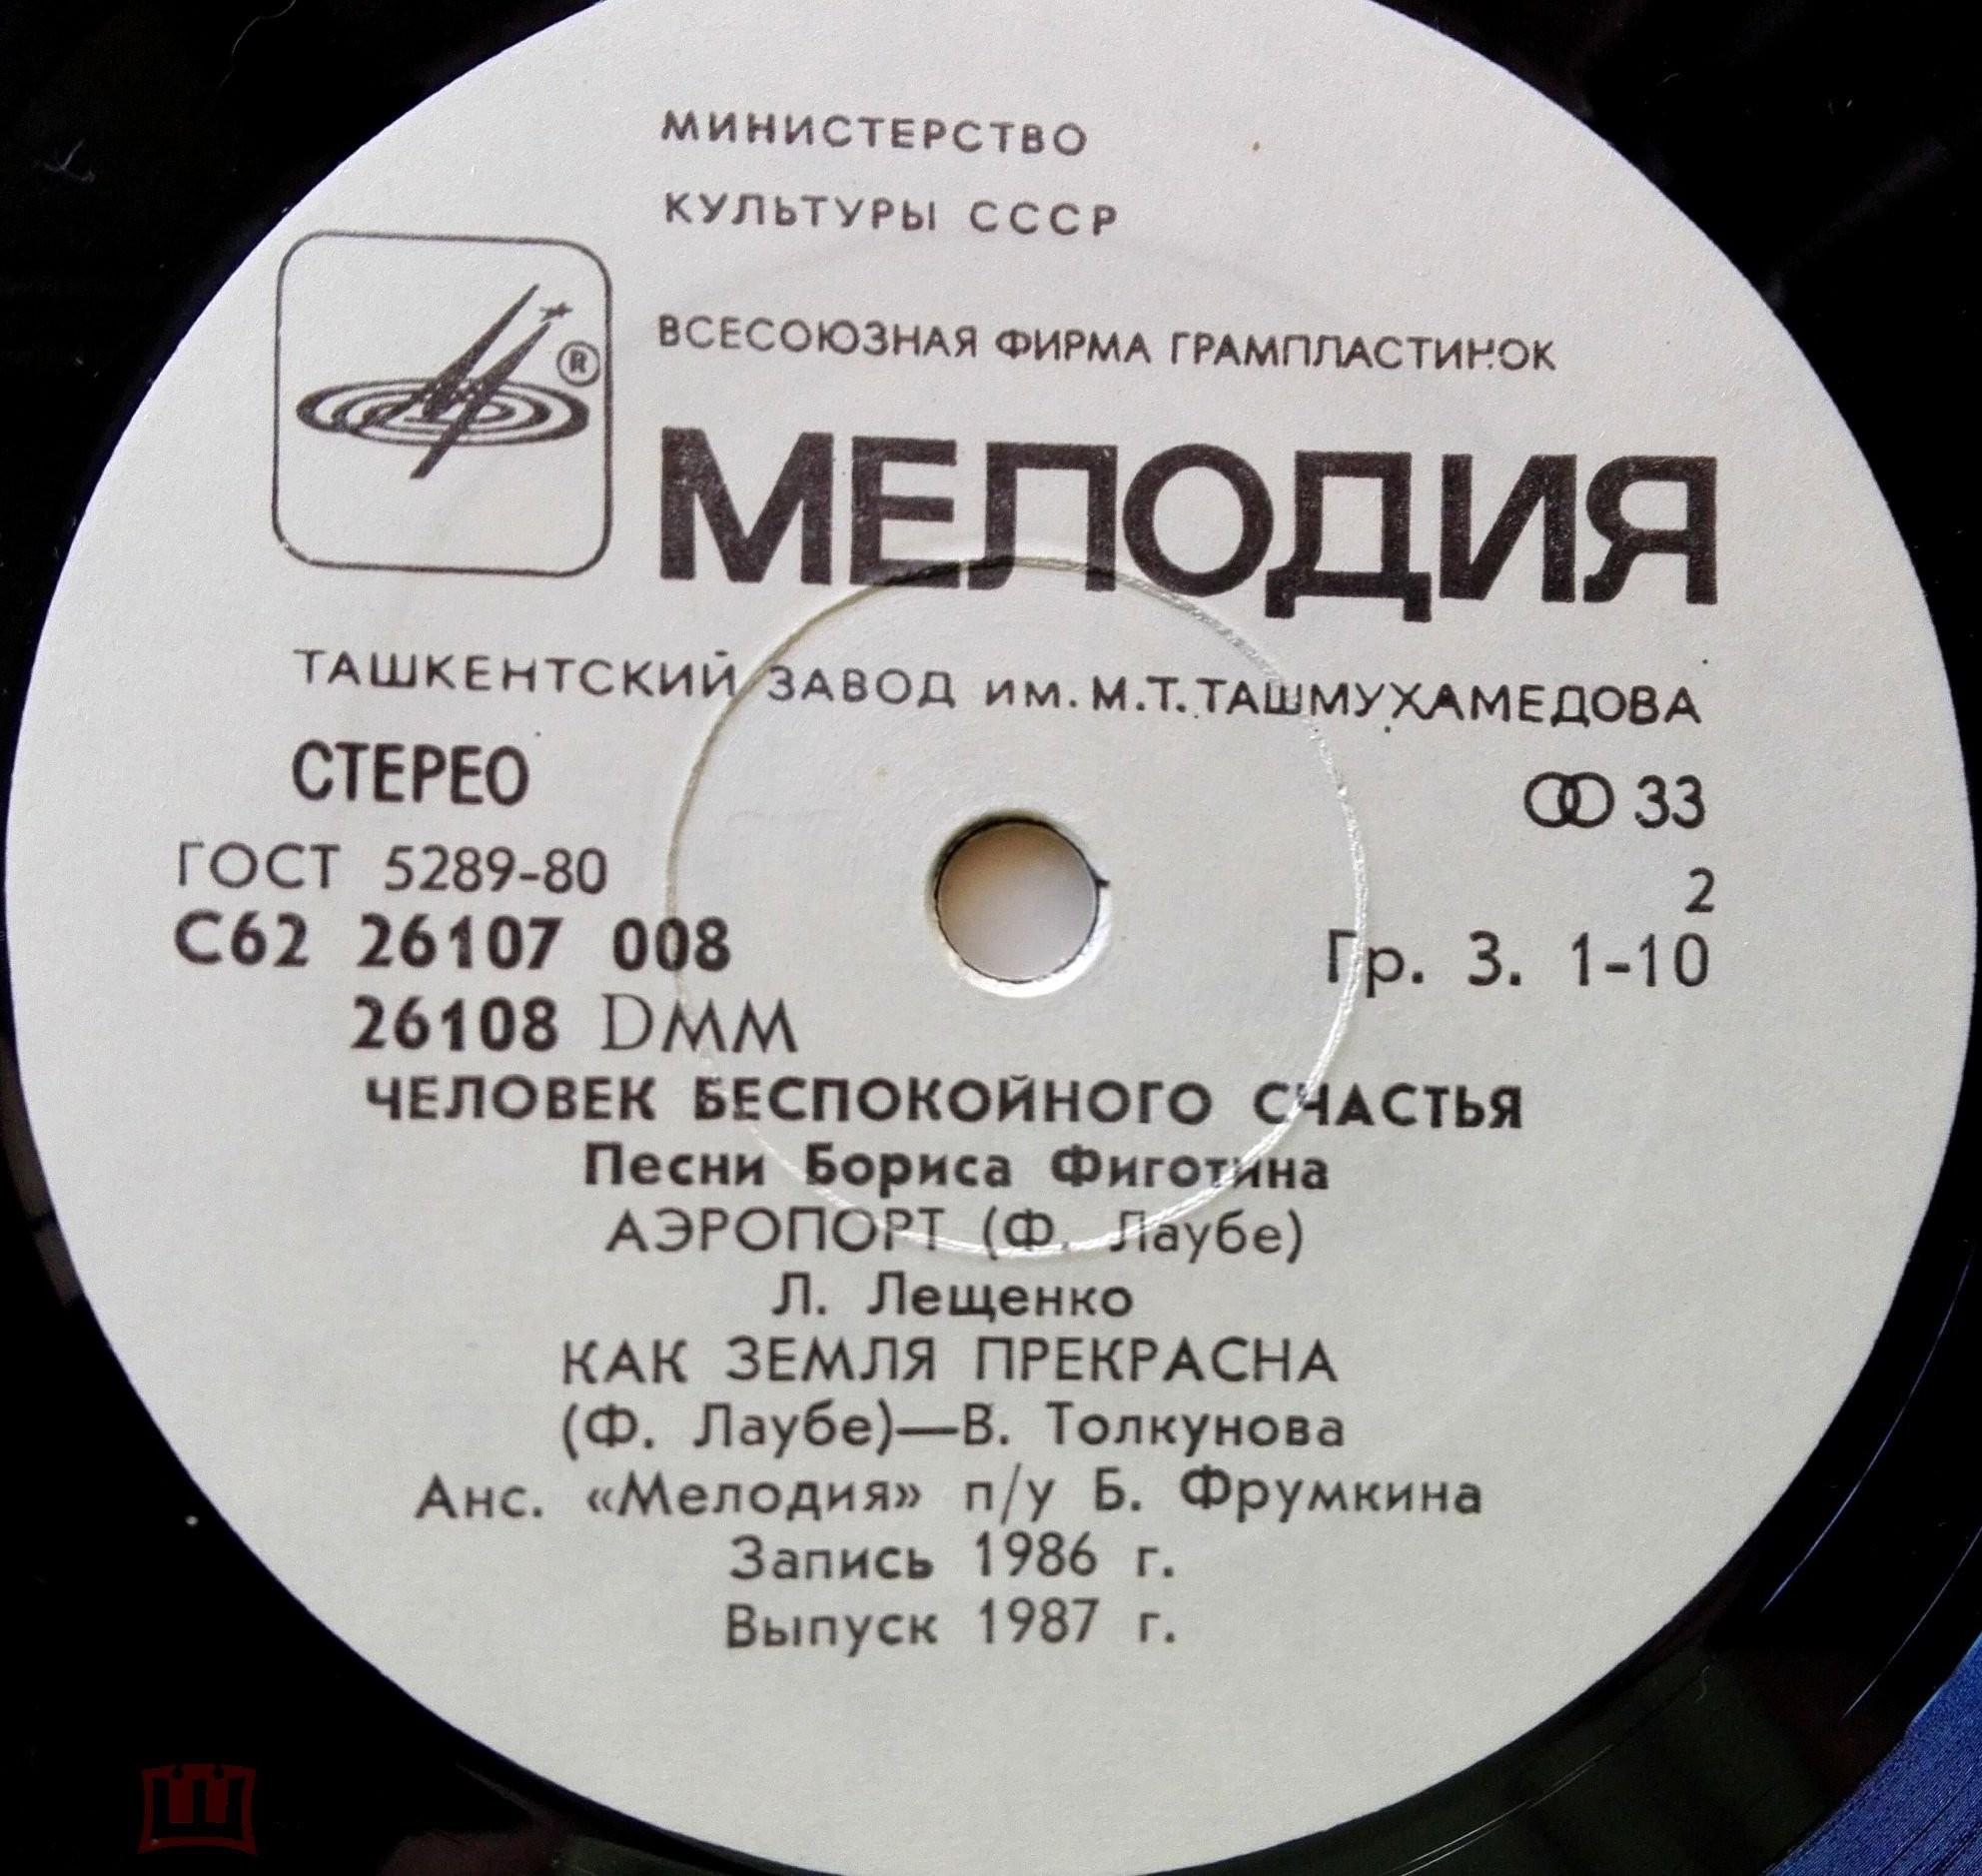 МИНИСТЕРСТВО
КУЛЬТУРЫ СССР
ВСЕСОЮЗНАЯ ФИРМА ГРАМПЛАСТИНОК
®
МЕЛОДИЯ
ТАШКЕНТСКИЙ ЗАВОД им. М.Т. ТАШМУХАМЕДОВА
СТЕРЕО 33
ГОСТ 5289-80 2
С62 26107 008 Гр. 3. 1-10
26108 DMM
ЧЕЛОВЕК БЕСПОКОЙНОГО СЧАСТЬЯ
Песни Бориса Фиготина
АЭРОПОРТ (Ф. Лаубе)
Л. Лещенко
КАК ЗЕМЛЯ ПРЕКРАСНА
(Ф. Лаубе)—В. Толкунова
Анс. «Мелодия» п/у Б. Фрумкина
Запись 1986 г.
Выпуск 1987 г.